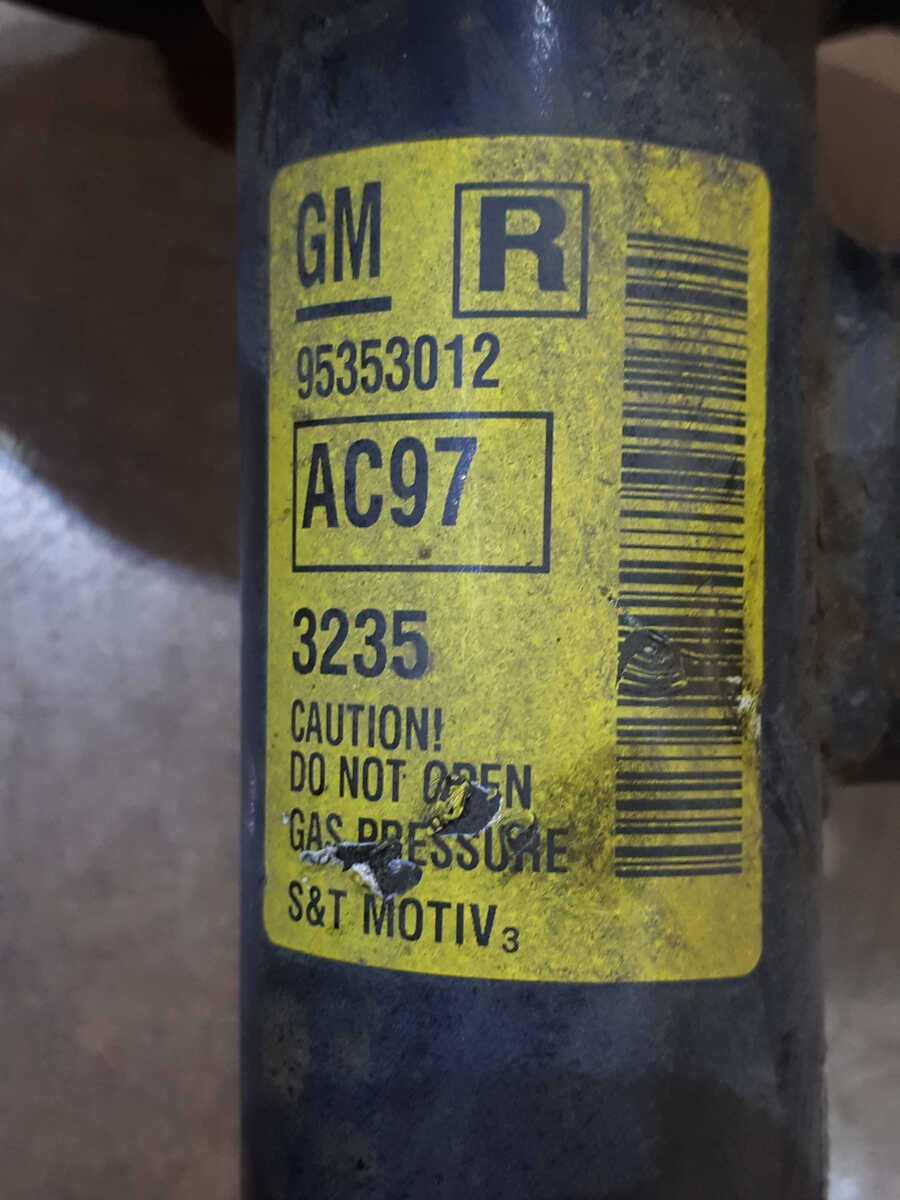 GM R
95353012
AC97
3235
CAUTION!
DO NOT OPEN
GAS PRESSURE
S&T MOTIV3